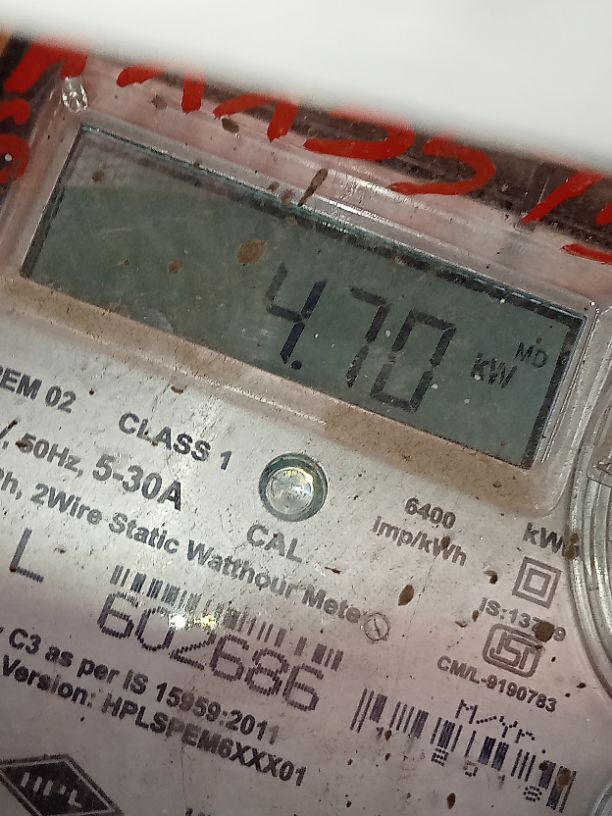 4.70 kW MD
PEM 02 CLASS 1
50Hz, 5-30A
2Wire Static Watthour Meter
CAL
6400
imp/kWh
L
602686
C3 as per IS 15959:2011
Version: HPLSPEM6XXX01
CM/L-9190783
HPL